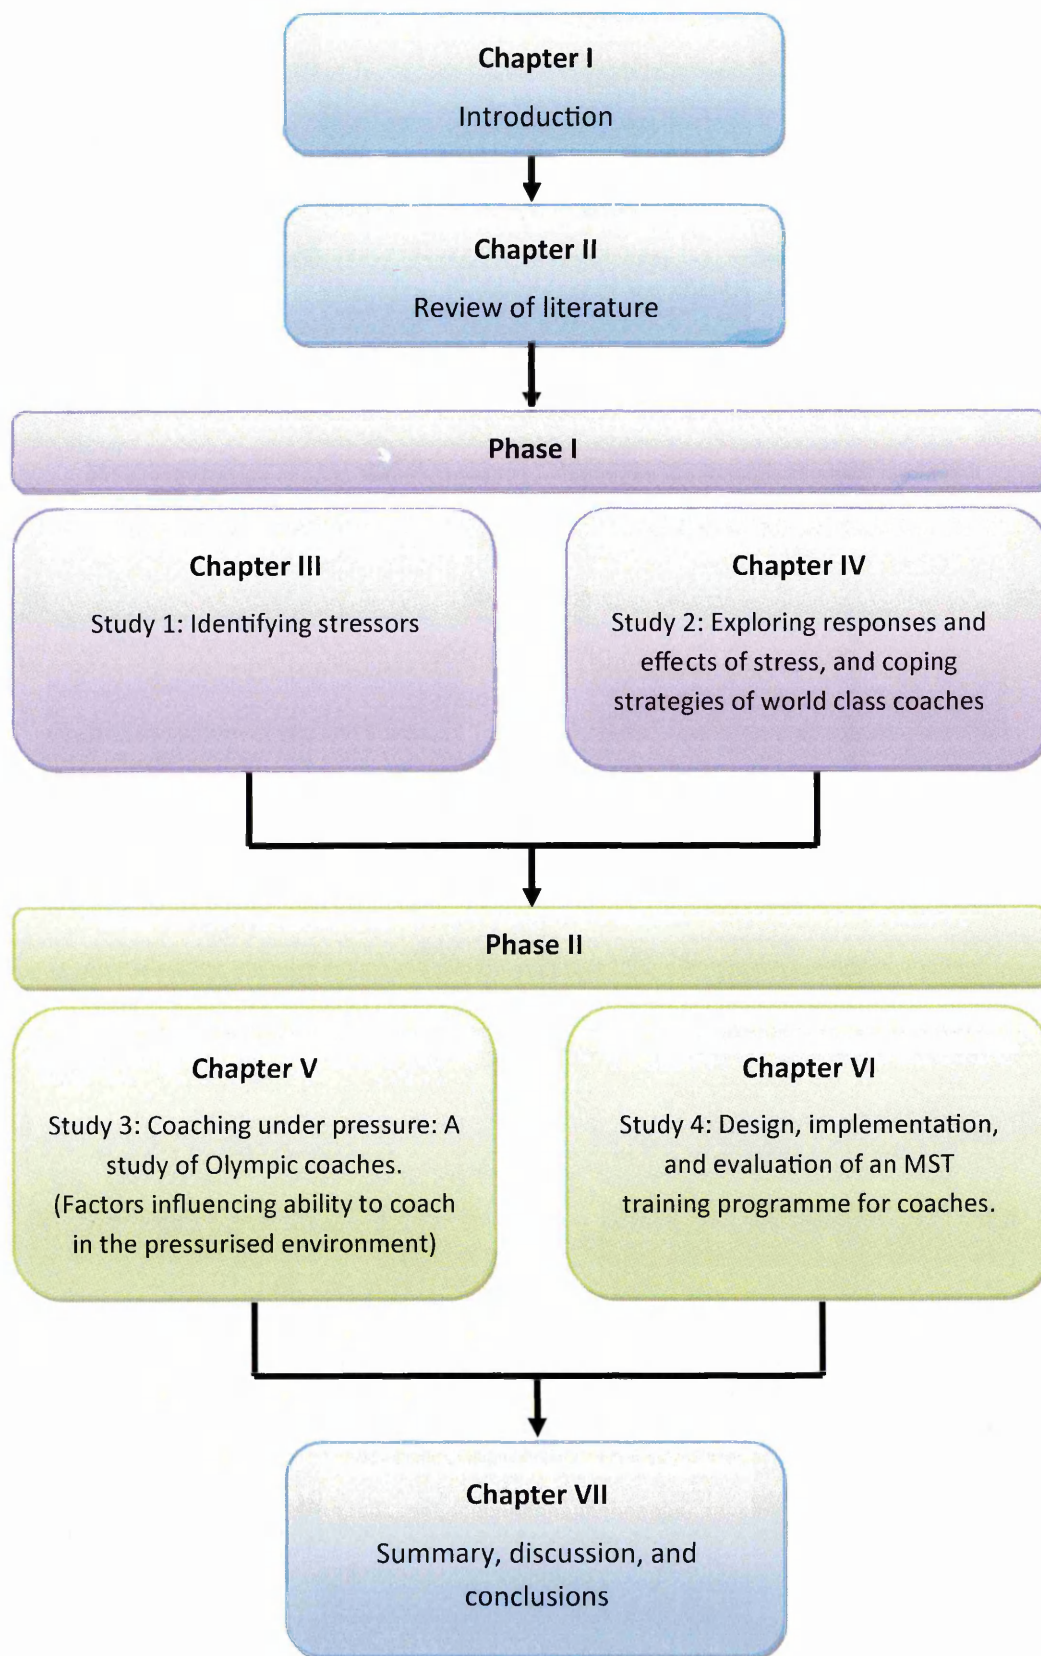 Chapter I
Introduction
Chapter II
Review of literature
Phase I
Chapter III
Study 1: Identifying stressors
Chapter IV
Study 2: Exploring responses and
effects of stress, and coping
strategies of world class coaches
Phase II
Chapter V
Study 3: Coaching under pressure: A
study of Olympic coaches.
(Factors influencing ability to coach
in the pressurised environment)
Chapter VI
Study 4: Design, implementation,
and evaluation of an MST
training programme for coaches.
Chapter VII
Summary, discussion, and
conclusions